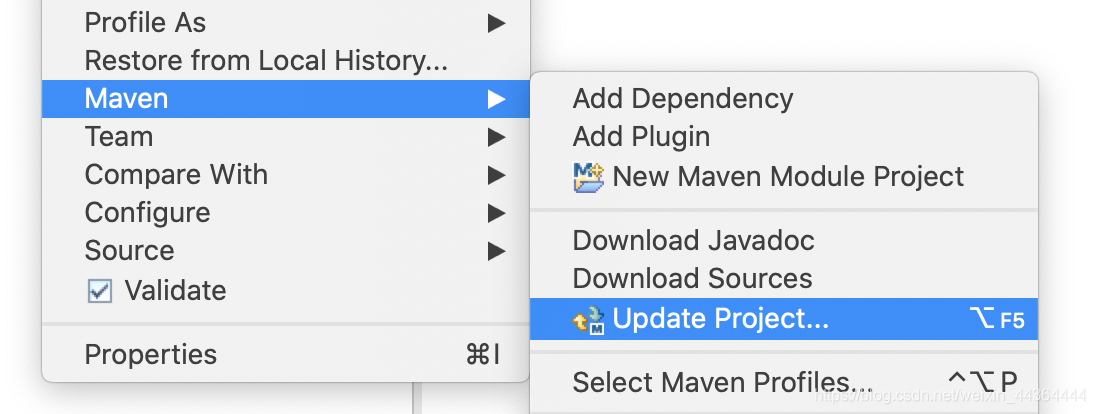 Profile As
Restore from Local History...
Maven
Team
Compare With
Configure
Source
Validate
Properties ⌘I
Add Dependency
Add Plugin
New Maven Module Project
Download Javadoc
Download Sources
Update Project... ⌥F5
Select Maven Profiles... ^⌥P
https://blog.csdn.net/weixin_44364444